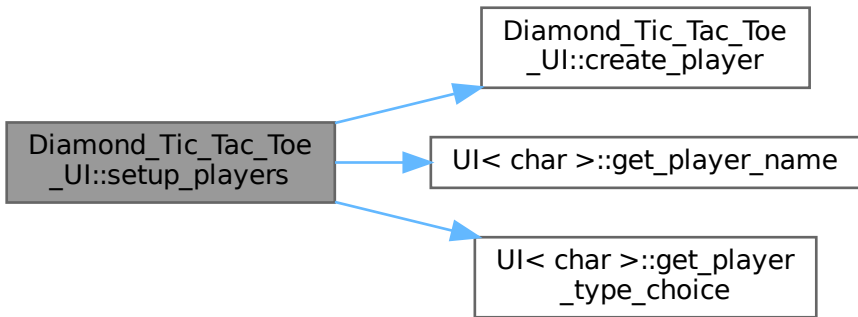 Diamond_Tic_Tac_Toe
_UI::setup_players
Diamond_Tic_Tac_Toe
_UI::create_player
UI< char >::get_player_name
UI< char >::get_player
_type_choice